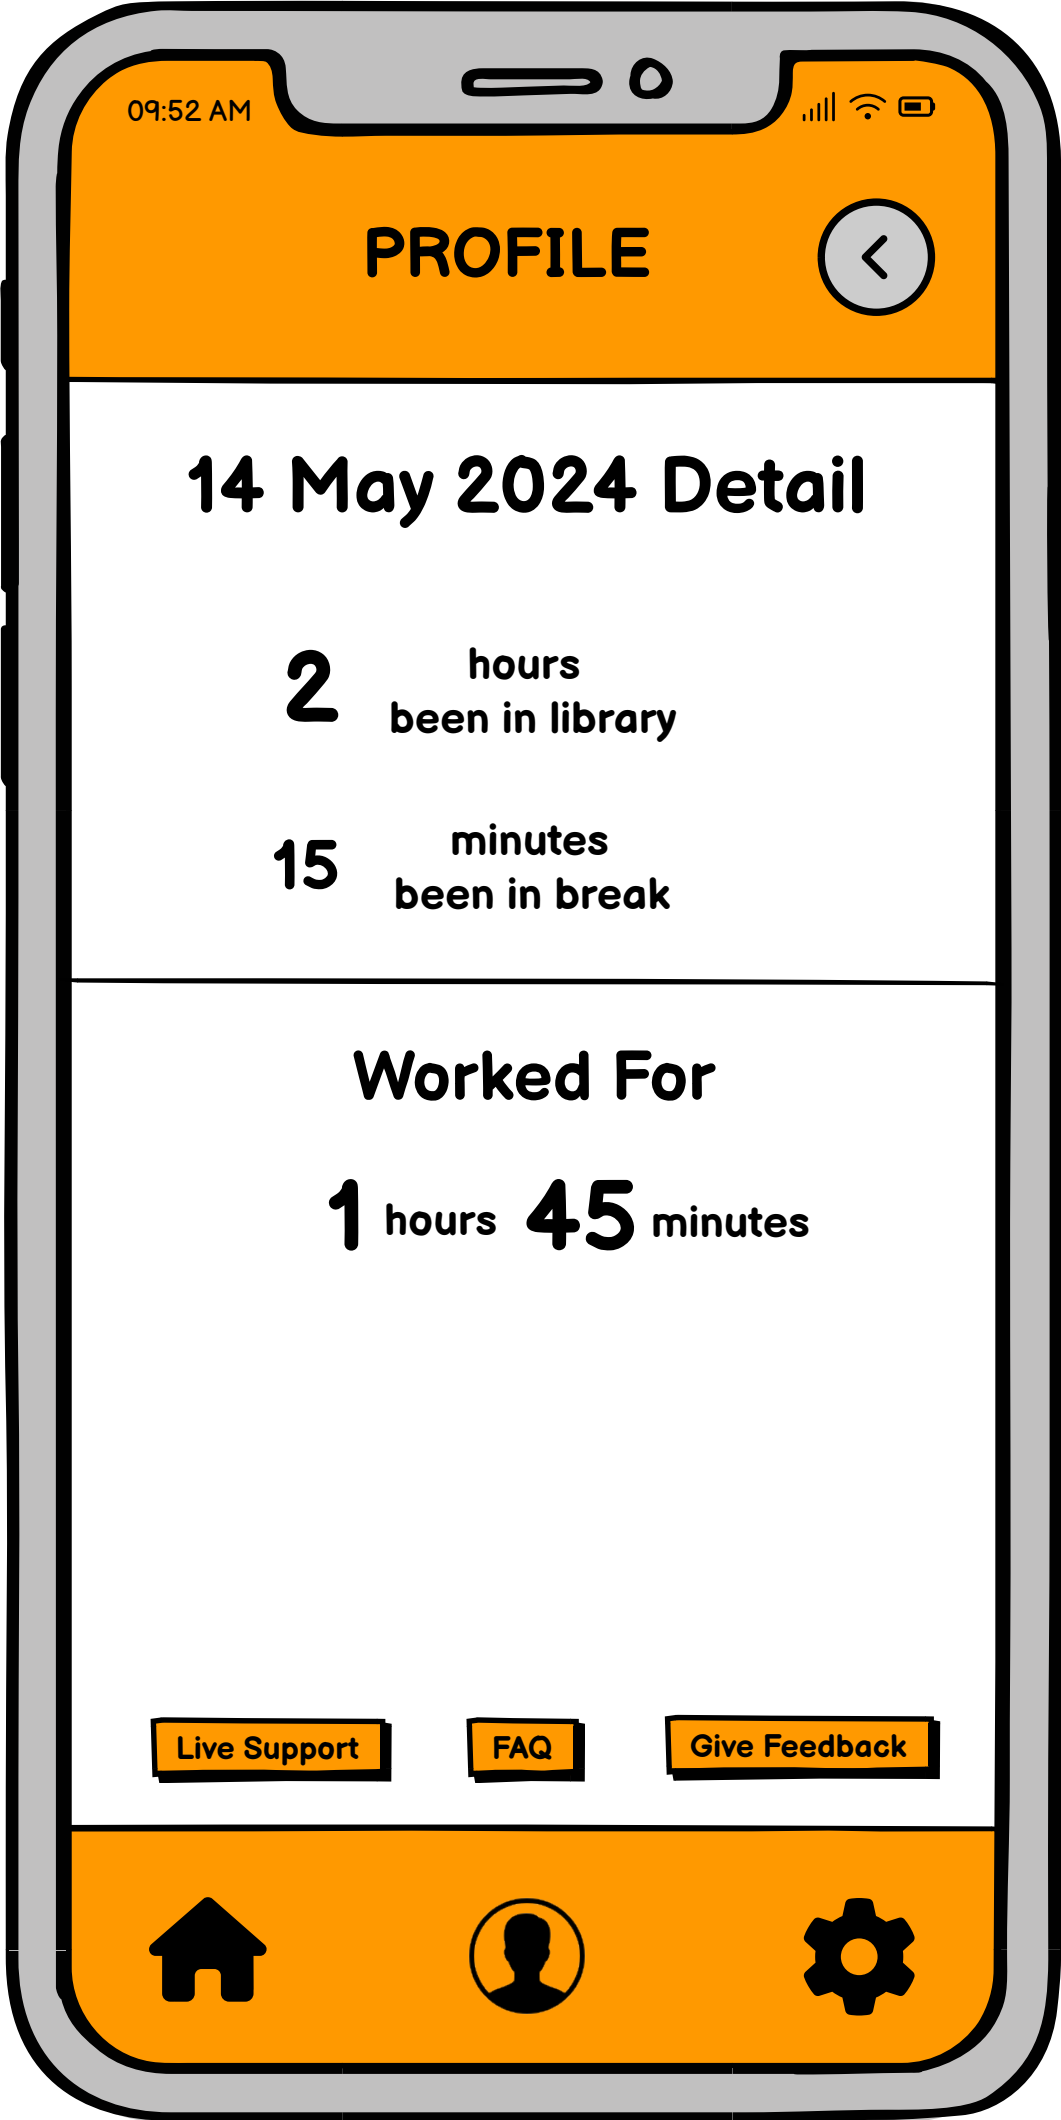 09:52 AM
PROFILE
14 May 2024 Detail
2 hours
been in library
15 minutes
been in break
Worked For
1 hours 45 minutes
Live Support FAQ Give Feedback